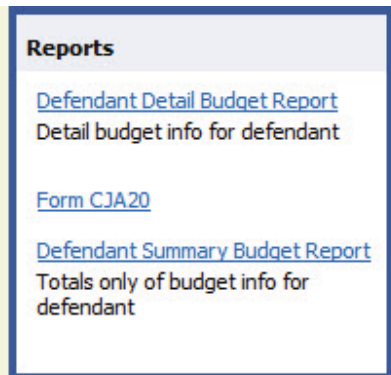 Reports
Defendant Detail Budget Report
Detail budget info for defendant
Form CJA20
Defendant Summary Budget Report
Totals only of budget info for
defendant